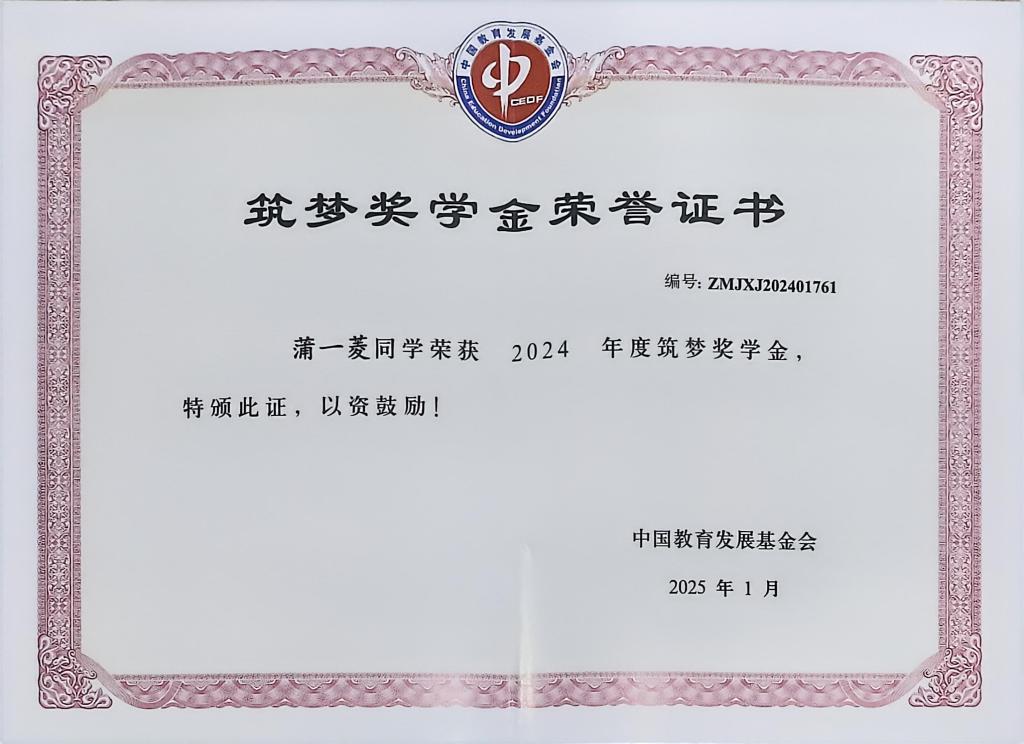 中国教育发展基金会
CEDF
China Education Development Foundation
筑梦奖学金荣誉证书
编号: ZMJXJ202401761
蒲一菱同学荣获 2024 年度筑梦奖学金，
特颁此证，以资鼓励！
中国教育发展基金会
2025 年 1 月